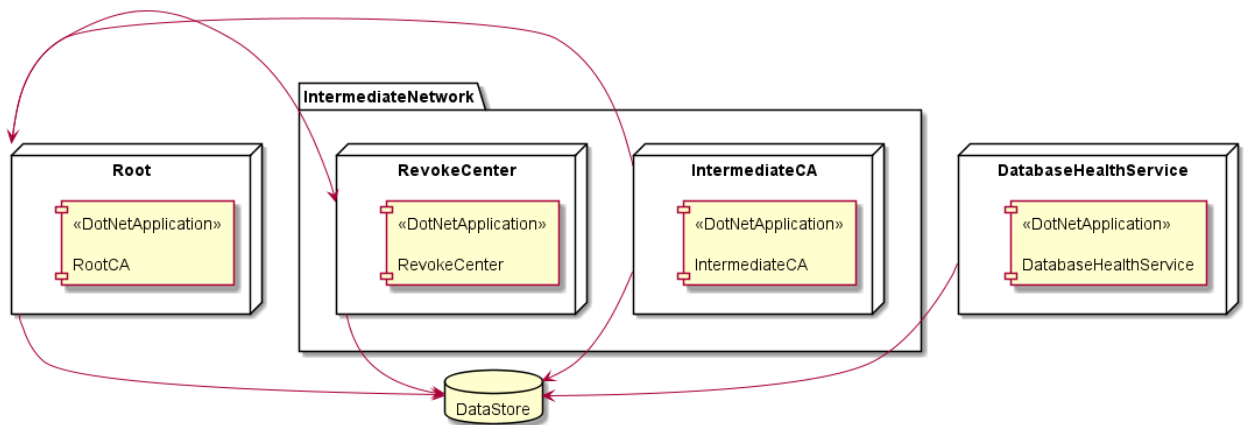 IntermediateNetwork
Root
«DotNetApplication»
RootCA
RevokeCenter
«DotNetApplication»
RevokeCenter
IntermediateCA
«DotNetApplication»
IntermediateCA
DatabaseHealthService
«DotNetApplication»
DatabaseHealthService
DataStore